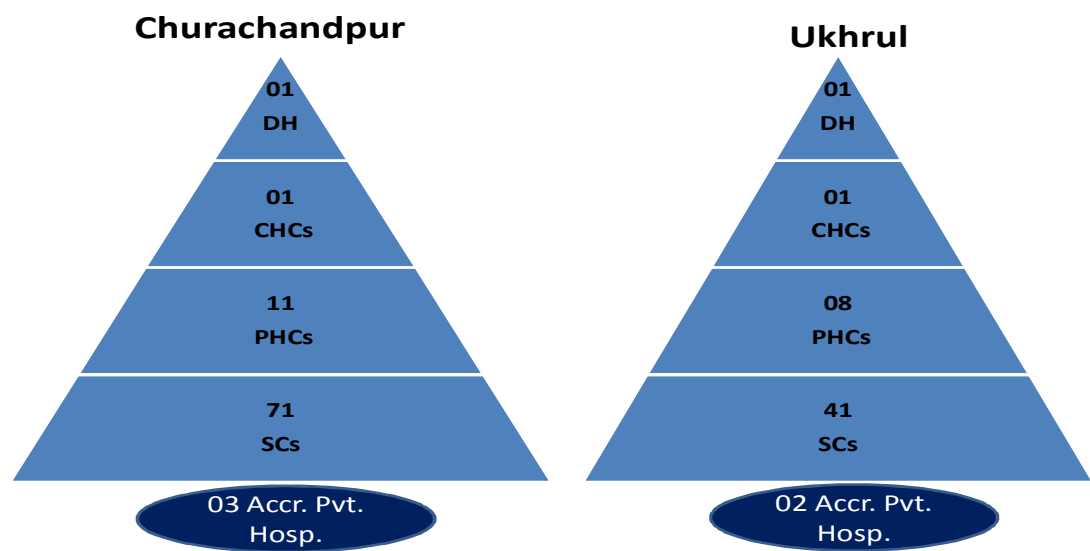 Churachandpur
01
DH
01
CHCs
11
PHCs
71
SCs
03 Accr. Pvt.
Hosp.
Ukhrul
01
DH
01
CHCs
08
PHCs
41
SCs
02 Accr. Pvt.
Hosp.